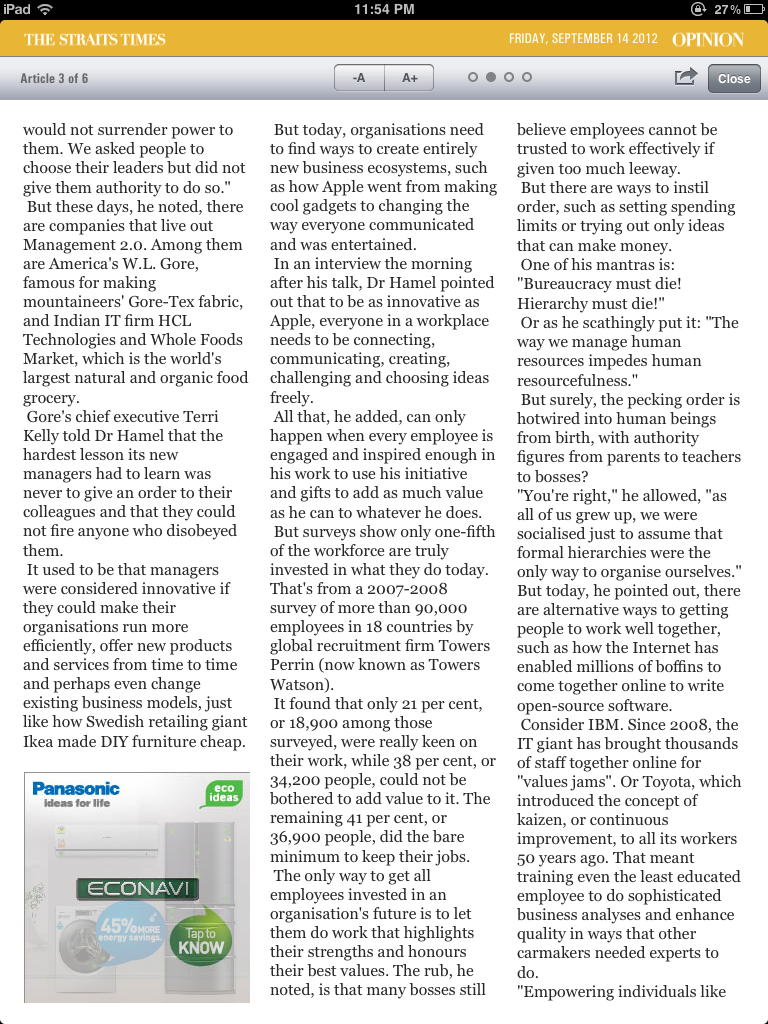 iPad
11:54 PM
27%
THE STRAITS TIMES
FRIDAY, SEPTEMBER 14 2012
OPINION
Article 3 of 6
-A
A+
Close
would not surrender power to
them. We asked people to
choose their leaders but did not
give them authority to do so."
But these days, he noted, there
are companies that live out
Management 2.0. Among them
are America's W.L. Gore,
famous for making
mountaineers' Gore-Tex fabric,
and Indian IT firm HCL
Technologies and Whole Foods
Market, which is the world's
largest natural and organic food
grocery.
Gore's chief executive Terri
Kelly told Dr Hamel that the
hardest lesson its new
managers had to learn was
never to give an order to their
colleagues and that they could
not fire anyone who disobeyed
them.
It used to be that managers
were considered innovative if
they could make their
organisations run more
efficiently, offer new products
and services from time to time
and perhaps even change
existing business models, just
like how Swedish retailing giant
Ikea made DIY furniture cheap.
Panasonic
ideas for life
eco
ideas
ECONAVI
45% MORE
energy savings.
Tap to
KNOW
But today, organisations need
to find ways to create entirely
new business ecosystems, such
as how Apple went from making
cool gadgets to changing the
way everyone communicated
and was entertained.
In an interview the morning
after his talk, Dr Hamel pointed
out that to be as innovative as
Apple, everyone in a workplace
needs to be connecting,
communicating, creating,
challenging and choosing ideas
freely.
All that, he added, can only
happen when every employee is
engaged and inspired enough in
his work to use his initiative
and gifts to add as much value
as he can to whatever he does.
But surveys show only one-fifth
of the workforce are truly
invested in what they do today.
That's from a 2007-2008
survey of more than 90,000
employees in 18 countries by
global recruitment firm Towers
Perrin (now known as Towers
Watson).
It found that only 21 per cent,
or 18,900 among those
surveyed, were really keen on
their work, while 38 per cent, or
34,200 people, could not be
bothered to add value to it. The
remaining 41 per cent, or
36,900 people, did the bare
minimum to keep their jobs.
The only way to get all
employees invested in an
organisation's future is to let
them do work that highlights
their strengths and honours
their best values. The rub, he
noted, is that many bosses still
believe employees cannot be
trusted to work effectively if
given too much leeway.
But there are ways to instil
order, such as setting spending
limits or trying out only ideas
that can make money.
One of his mantras is:
"Bureaucracy must die!
Hierarchy must die!"
Or as he scathingly put it: "The
way we manage human
resources impedes human
resourcefulness."
But surely, the pecking order is
hotwired into human beings
from birth, with authority
figures from parents to teachers
to bosses?
"You're right," he allowed, "as
all of us grew up, we were
socialised just to assume that
formal hierarchies were the
only way to organise ourselves."
But today, he pointed out, there
are alternative ways to getting
people to work well together,
such as how the Internet has
enabled millions of boffins to
come together online to write
open-source software.
Consider IBM. Since 2008, the
IT giant has brought thousands
of staff together online for
"values jams". Or Toyota, which
introduced the concept of
kaizen, or continuous
improvement, to all its workers
50 years ago. That meant
training even the least educated
employee to do sophisticated
business analyses and enhance
quality in ways that other
carmakers needed experts to
do.
"Empowering individuals like